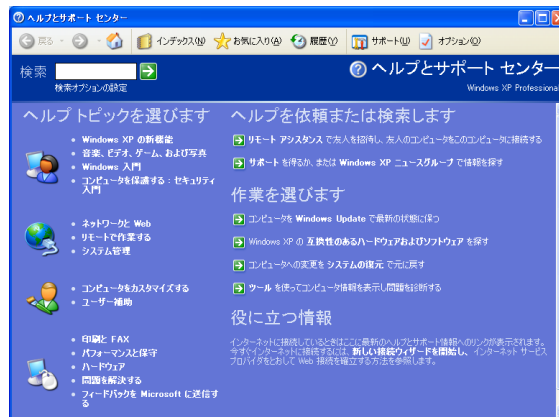 ヘルプとサポート センター
戻る
インデックス(N)
お気に入り(A)
履歴(Y)
サポート(U)
オプション(O)
検索
検索オプションの設定
ヘルプとサポート センター
Windows XP Professional
ヘルプ トピックを選びます
Windows XP の新機能
音楽、ビデオ、ゲーム、および写真
Windows 入門
コンピュータを保護する : セキュリティ
入門
ネットワークと Web
リモートで作業する
システム管理
コンピュータをカスタマイズする
ユーザー補助
印刷と FAX
パフォーマンスと保守
ハードウェア
問題を解決する
フィードバックを Microsoft に送信す
る
ヘルプを依頼または検索します
リモート アシスタンス で友人を招待し、友人のコンピュータをこのコンピュータに接続する
サポート を得るか、または Windows XP ニュースグループ で情報を探す
作業を選びます
コンピュータを Windows Update で最新の状態に保つ
Windows XP の 互換性のあるハードウェアおよびソフトウェア を探す
コンピュータへの変更を システムの復元 で元に戻す
ツール を使ってコンピュータ情報を表示し問題を診断する
役に立つ情報
インターネットに接続しているときはここに最新のヘルプとサポート情報へのリンクが表示されます。
今すぐインターネットに接続するには、新しい接続ウィザードを開始し、インターネット サービス
プロバイダをとおして Web 接続を確立する方法を参照します。